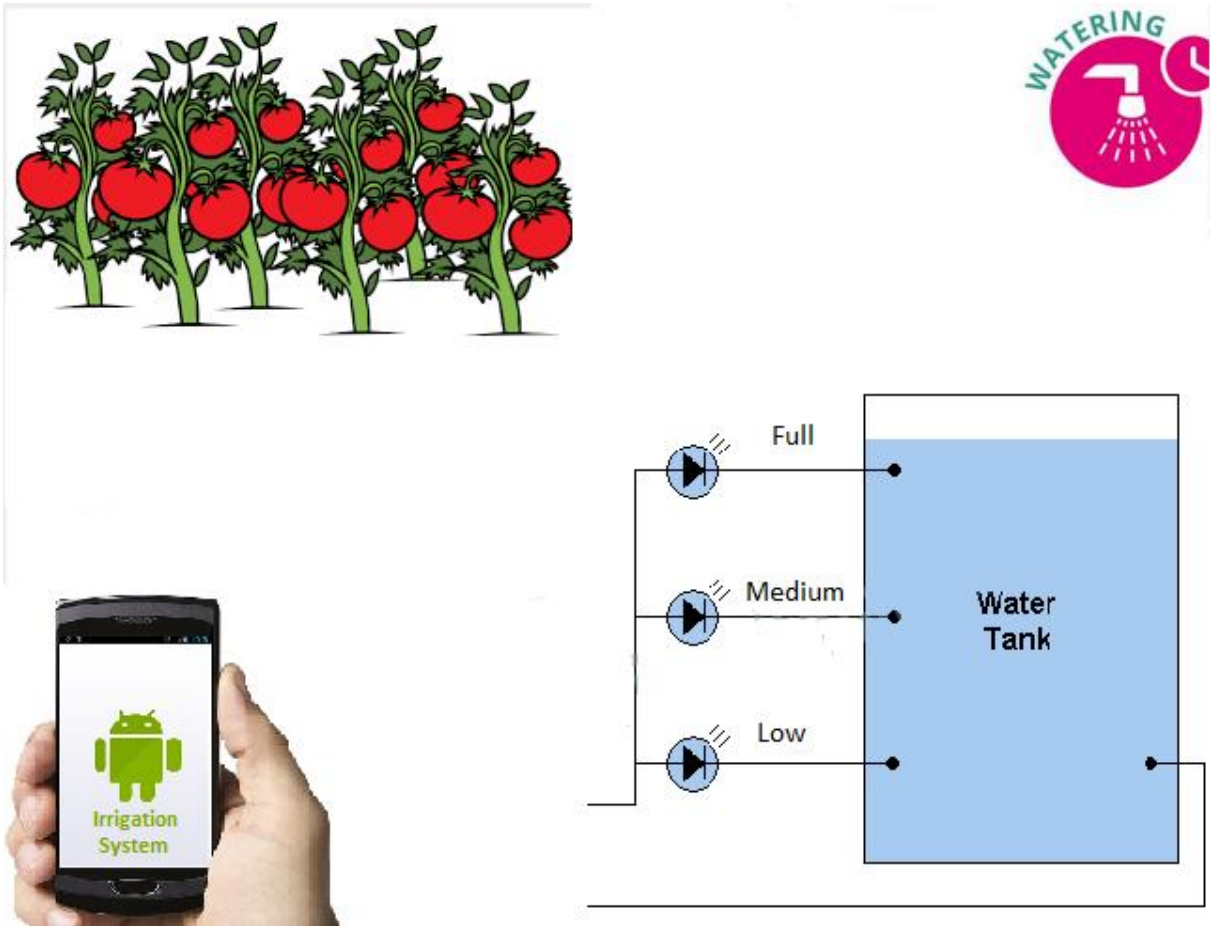 WATERING
Full
Medium
Water
Tank
Low
Irrigation
System